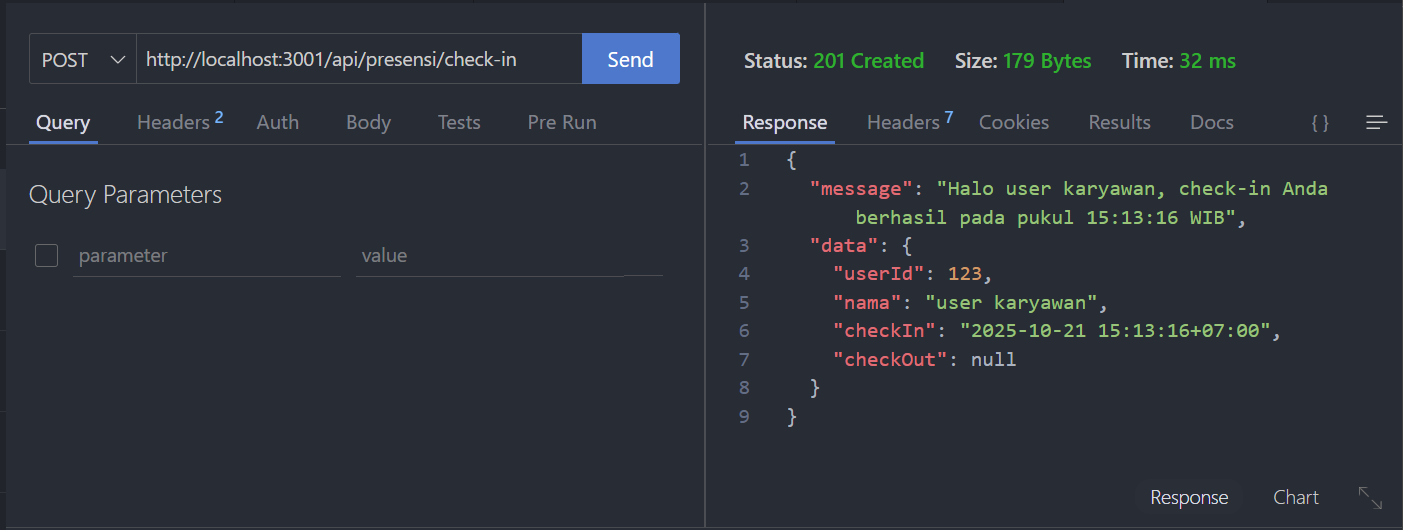 POST http://localhost:3001/api/presensi/check-in Send
Query Headers 2 Auth Body Tests Pre Run
Query Parameters
parameter value
Status: 201 Created Size: 179 Bytes Time: 32 ms
Response Headers 7 Cookies Results Docs { }
1 {
2 "message": "Halo user karyawan, check-in Anda
berhasil pada pukul 15:13:16 WIB",
3 "data": {
4 "userId": 123,
5 "nama": "user karyawan",
6 "checkIn": "2025-10-21 15:13:16+07:00",
7 "checkOut": null
8 }
9 }
Response Chart